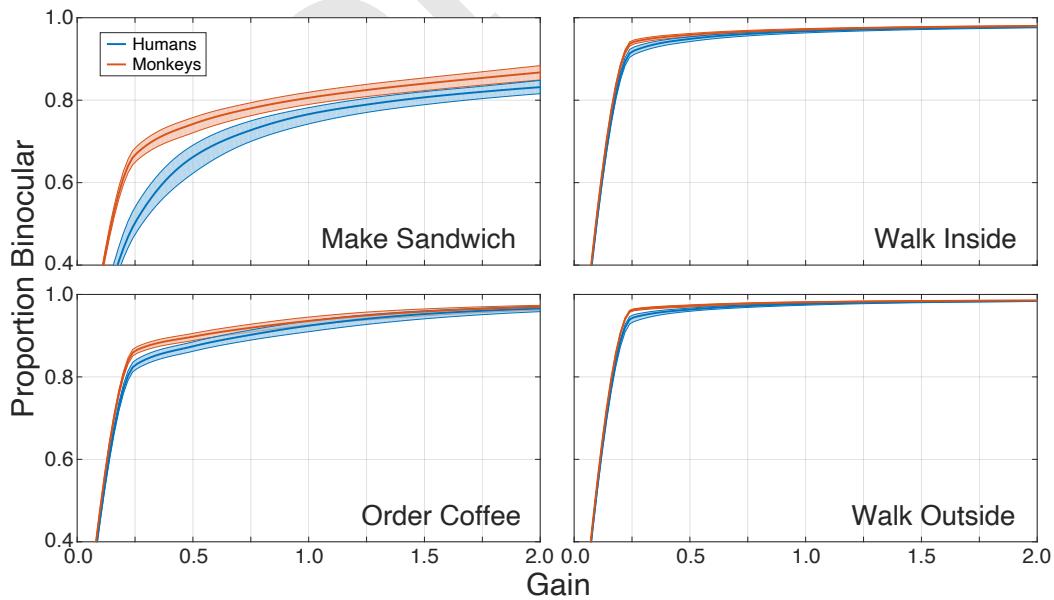 Proportion Binocular
1.0
0.8
0.6
0.4
Humans
Monkeys
Make Sandwich
Walk Inside
1.0
0.8
0.6
0.4
Order Coffee
Walk Outside
0.0
0.5
1.0
1.5
2.0
0.0
0.5
1.0
1.5
2.0
Gain